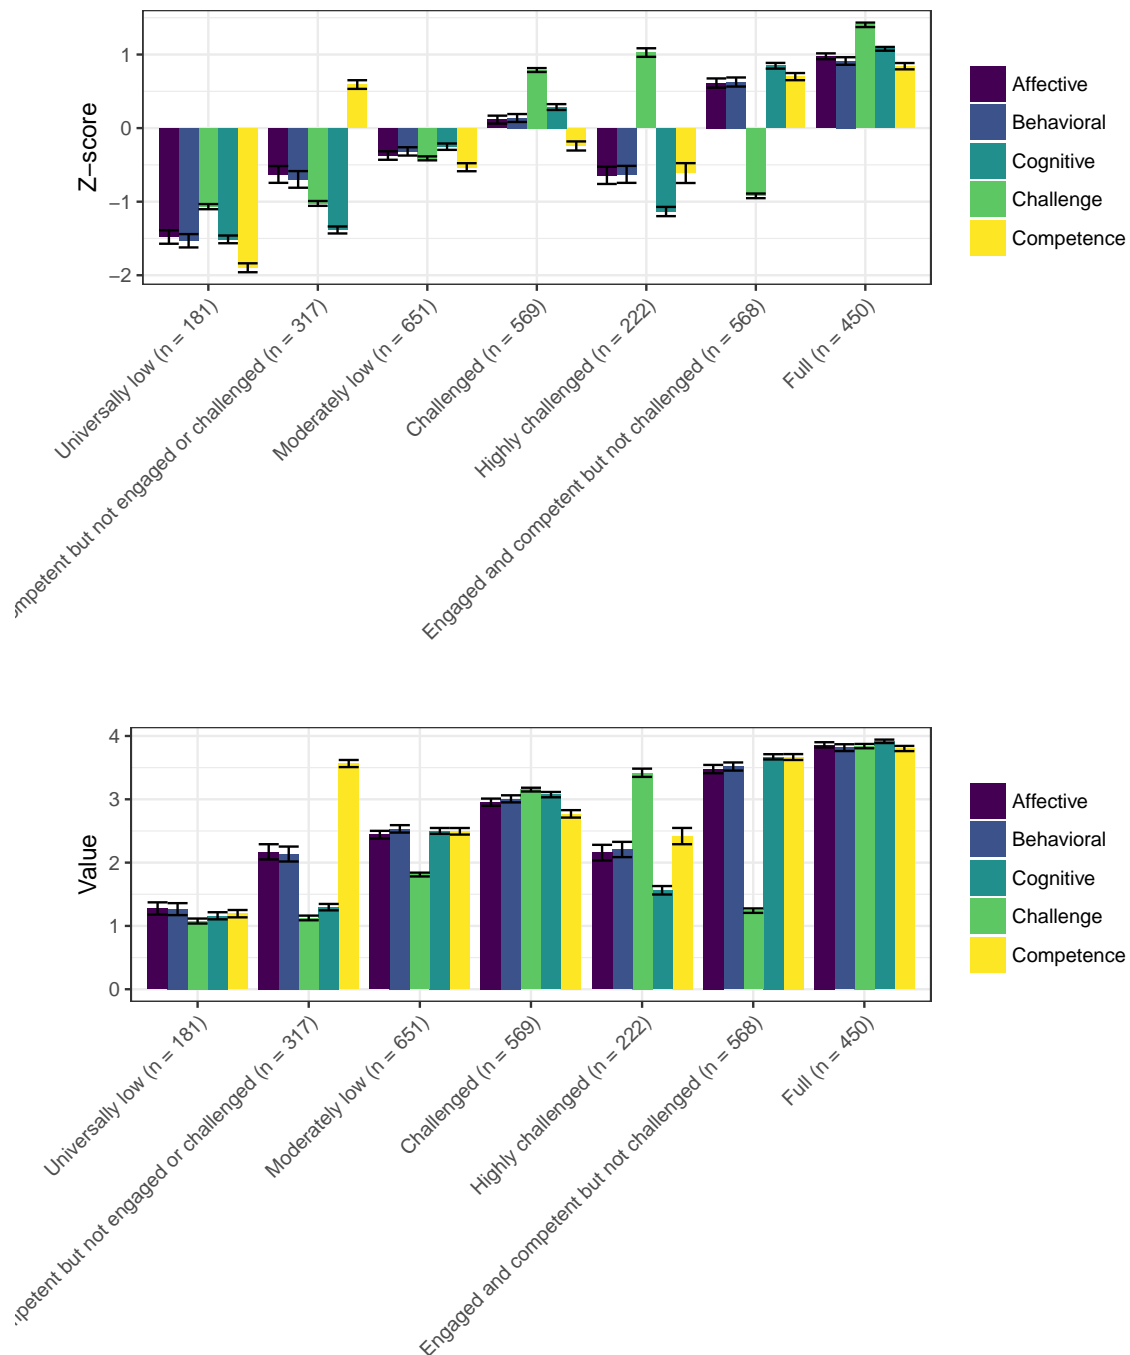 Z−score
1
0
−1
−2
Universally low (n = 181)
but not engaged or challenged (n = 317)
Moderately low (n = 651)
Challenged (n = 569)
Highly challenged (n = 222)
Engaged and competent but not challenged (n = 568)
Full (n = 450)
Affective
Behavioral
Cognitive
Challenge
Competence
Value
4
3
2
1
0
Universally low (n = 181)
but not engaged or challenged (n = 317)
Moderately low (n = 651)
Challenged (n = 569)
Highly challenged (n = 222)
Engaged and competent but not challenged (n = 568)
Full (n = 450)
Affective
Behavioral
Cognitive
Challenge
Competence